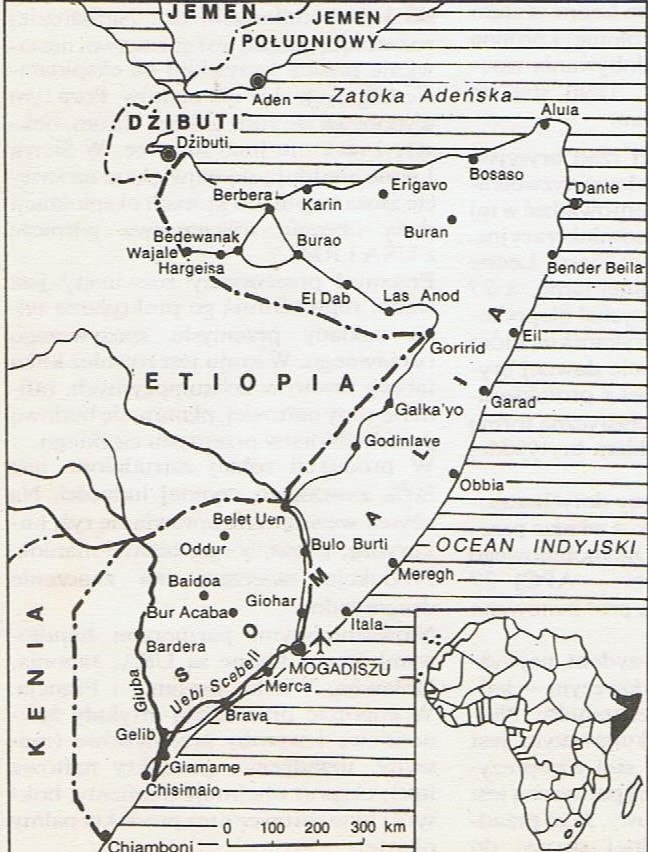 JEMEN
JEMEN
POŁUDNIOWY
Aden
Zatoka Adeńska
Alula
DŻIBUTI
Dżibuti
Bosaso
Dante
Erigavo
Karin
Berbera
Buran
Bedewanak
Wajale
Hargeisa
Burao
Bender Beila
El Dab
Las Anod
Goririd
Eil
ETIOPIA
Garad
Galka'yo
Godinlave
Obbia
SOMALIA
Belet Uen
Oddur
Bulo Burti
OCEAN INDYJSKI
Meregh
Baidoa
Giohar
Bur Acaba
Itala
Bardera
KENIA
MOGADISZU
Giuba
Uebi Scebeli
Merca
Brava
Gelib
Giamame
Chisimaio
Chiamboni
0 100 200 300 km